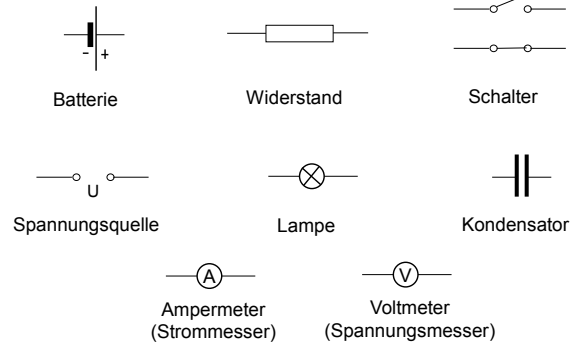 - +
Batterie
Widerstand
Schalter
U
Spannungsquelle
Lampe
Kondensator
A
Ampermeter
(Strommesser)
V
Voltmeter
(Spannungsmesser)